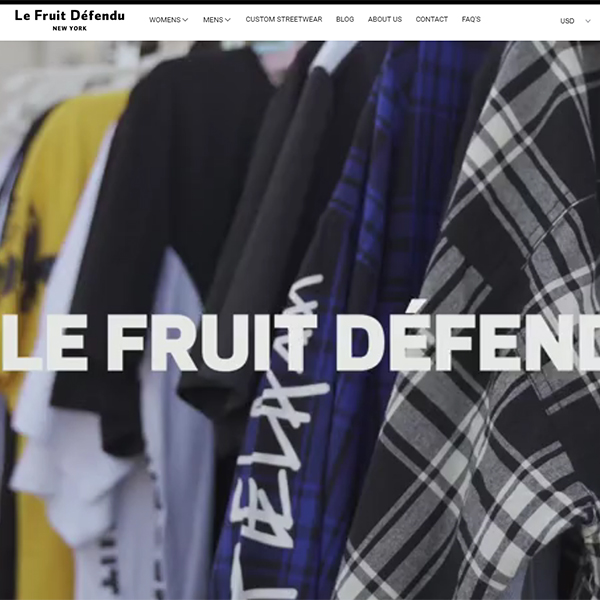 Le Fruit Défendu
NEW YORK
WOMENS MENS CUSTOM STREETWEAR BLOG ABOUT US CONTACT FAQ'S USD
LE FRUIT DÉFEND